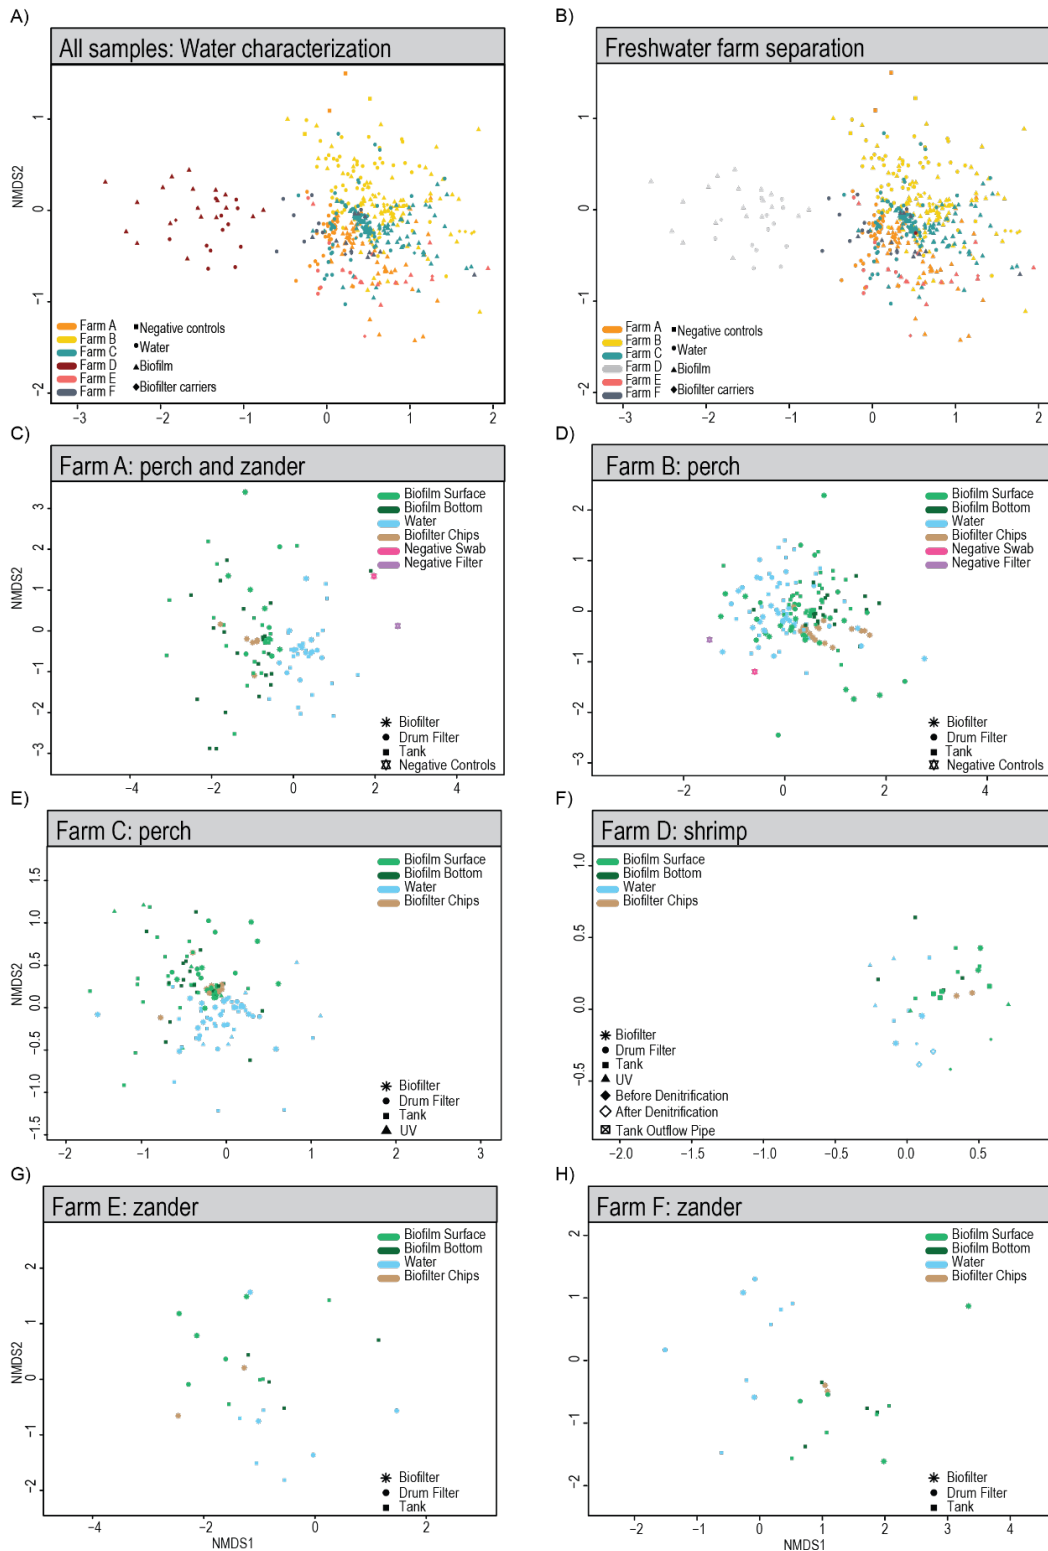 A)
All samples: Water characterization
NMDS2
1
0
−1
−2
Farm A
Farm B
Farm C
Farm D
Farm E
Farm F
Negative controls
Water
Biofilm
Biofilter carriers
−3 −2 −1 0 1 2
B)
Freshwater farm separation
1
0
−1
−2
Farm A
Farm B
Farm C
Farm D
Farm E
Farm F
Negative controls
Water
Biofilm
Biofilter carriers
−3 −2 −1 0 1 2
C)
Farm A: perch and zander
NMDS2
3
2
1
0
−1
−2
−3
Biofilm Surface
Biofilm Bottom
Water
Biofilter Chips
Negative Swab
Negative Filter
Biofilter
Drum Filter
Tank
Negative Controls
−4 −2 0 2 4
D)
Farm B: perch
2
1
0
−1
−2
−3
Biofilm Surface
Biofilm Bottom
Water
Biofilter Chips
Negative Swab
Negative Filter
Biofilter
Drum Filter
Tank
Negative Controls
−2 0 2 4
E)
Farm C: perch
NMDS2
1.5
1.0
0.5
0.0
−0.5
−1.0
−1.5
Biofilm Surface
Biofilm Bottom
Water
Biofilter Chips
Biofilter
Drum Filter
Tank
UV
−2 −1 0 1 2 3
F)
Farm D: shrimp
1.0
0.5
0.0
−0.5
Biofilm Surface
Biofilm Bottom
Water
Biofilter Chips
Biofilter
Drum Filter
Tank
UV
Before Denitrification
After Denitrification
Tank Outflow Pipe
−2.0 −1.5 −1.0 −0.5 0.0 0.5
G)
Farm E: zander
NMDS2
2
1
0
−1
−2
Biofilm Surface
Biofilm Bottom
Water
Biofilter Chips
Biofilter
Drum Filter
Tank
−4 −2 0 2
NMDS1
H)
Farm F: zander
2
1
0
−1
−2
Biofilm Surface
Biofilm Bottom
Water
Biofilter Chips
Biofilter
Drum Filter
Tank
−2 −1 0 1 2 3 4
NMDS1